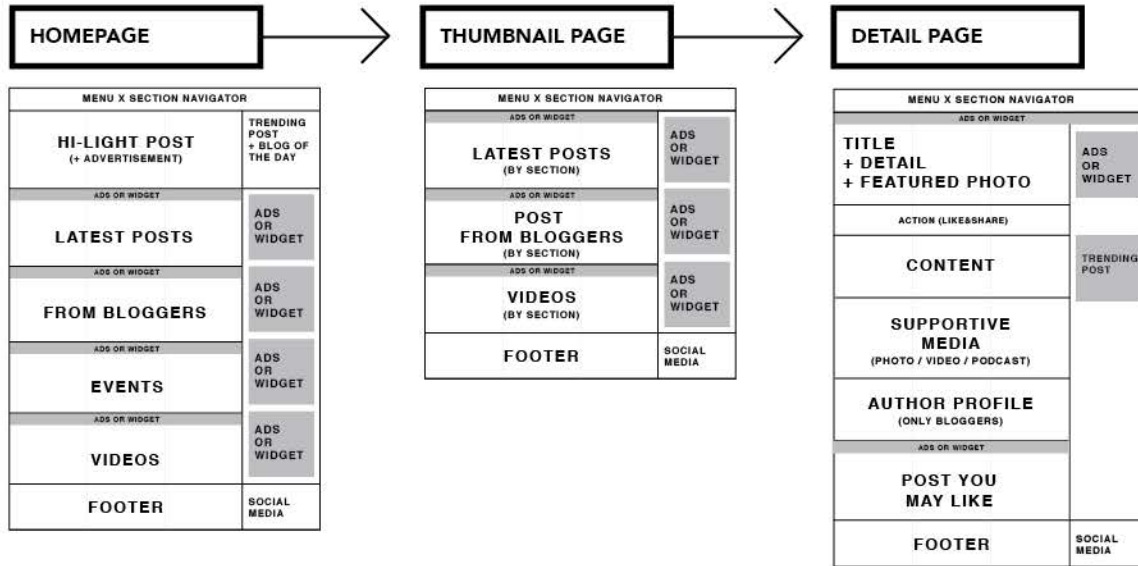 HOMEPAGE
THUMBNAIL PAGE
DETAIL PAGE
MENU X SECTION NAVIGATOR
HI-LIGHT POST
(+ ADVERTISEMENT)
TRENDING
POST
+ BLOG OF
THE DAY
ADS OR WIDGET
LATEST POSTS
ADS
OR
WIDGET
ADS OR WIDGET
FROM BLOGGERS
ADS
OR
WIDGET
ADS OR WIDGET
EVENTS
ADS
OR
WIDGET
ADS OR WIDGET
VIDEOS
ADS
OR
WIDGET
FOOTER
SOCIAL
MEDIA
MENU X SECTION NAVIGATOR
ADS OR WIDGET
LATEST POSTS
(BY SECTION)
ADS
OR
WIDGET
ADS OR WIDGET
POST
FROM BLOGGERS
(BY SECTION)
ADS
OR
WIDGET
ADS OR WIDGET
VIDEOS
(BY SECTION)
ADS
OR
WIDGET
FOOTER
SOCIAL
MEDIA
MENU X SECTION NAVIGATOR
ADS OR WIDGET
TITLE
+ DETAIL
+ FEATURED PHOTO
ADS
OR
WIDGET
ACTION (LIKE&SHARE)
CONTENT
TRENDING
POST
SUPPORTIVE
MEDIA
(PHOTO / VIDEO / PODCAST)
AUTHOR PROFILE
(ONLY BLOGGERS)
ADS OR WIDGET
POST YOU
MAY LIKE
FOOTER
SOCIAL
MEDIA